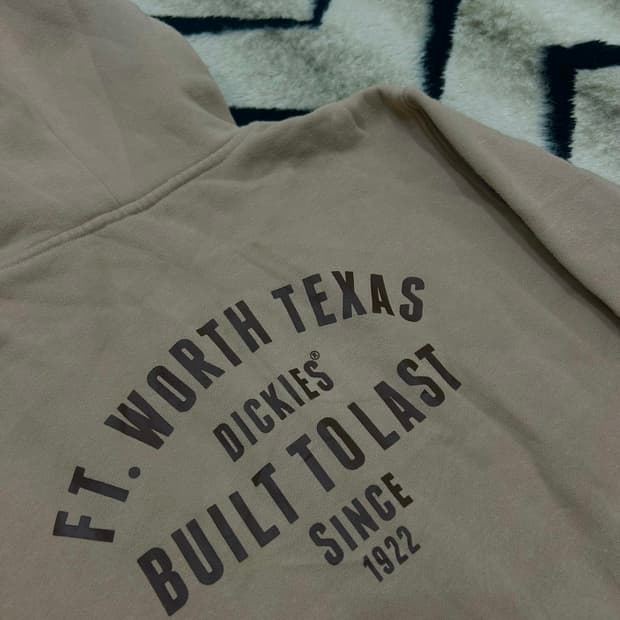 FT. WORTH TEXAS
DICKIES®
BUILT TO LAST
SINCE
1922